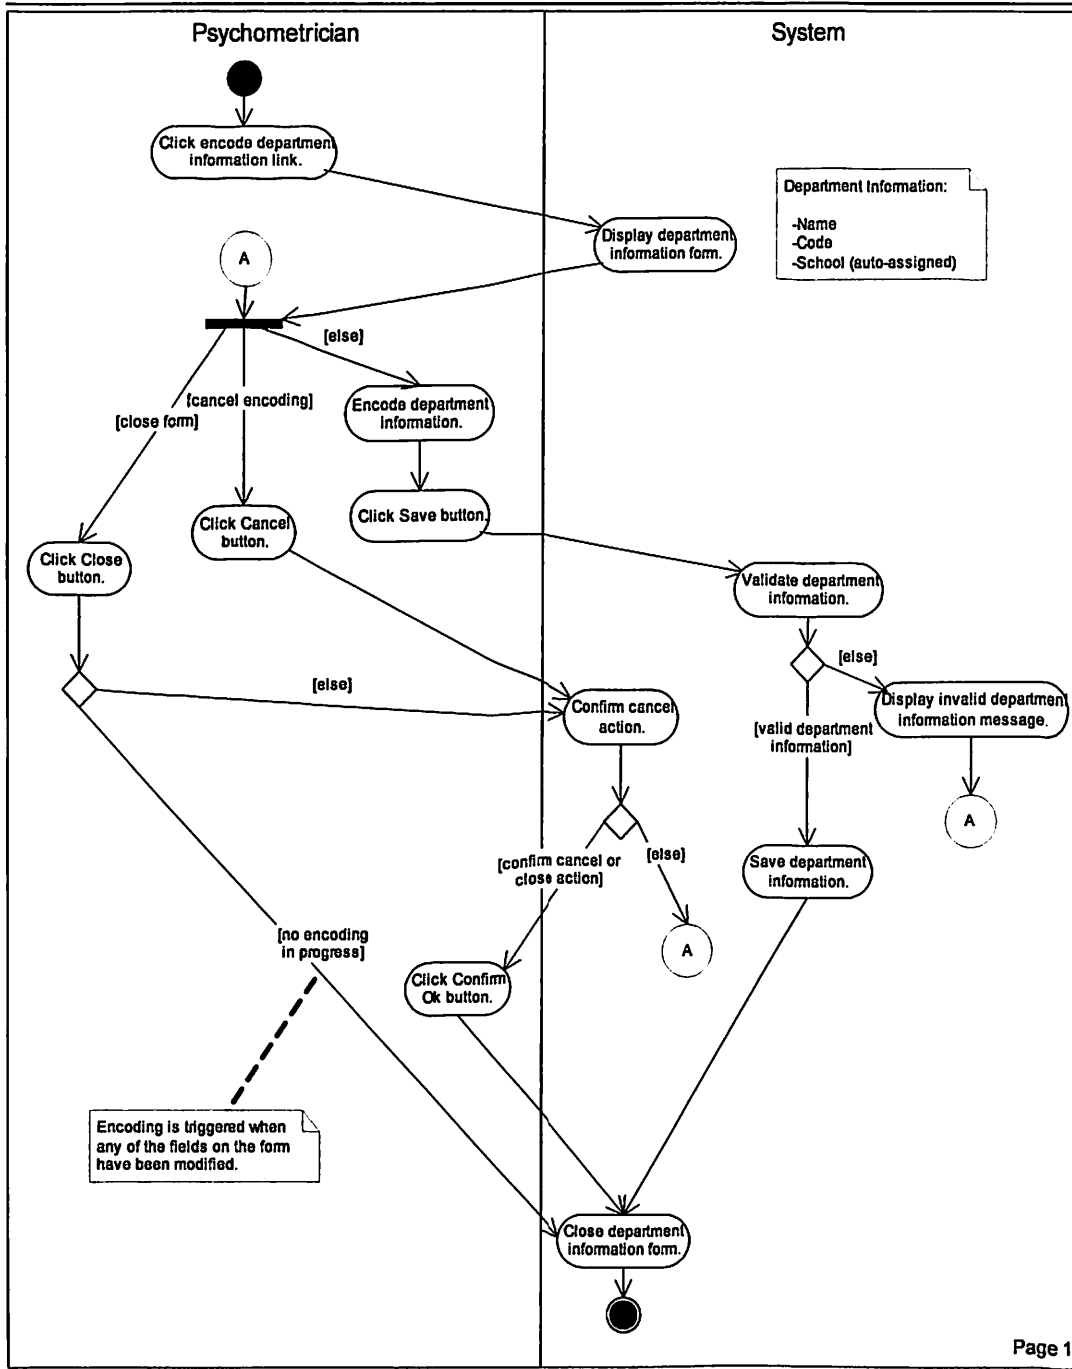 Psychometrician
System
Click encode department
information link.
Department Information:
-Name
-Code
-School (auto-assigned)
Display department
information form.
A
[else]
[cancel encoding]
[close form]
Encode department
information.
Click Save button.
Click Cancel
button.
Click Close
button.
Validate department
information.
[else]
[else]
Display invalid department
information message.
Confirm cancel
action.
[valid department
information]
A
[confirm cancel or
close action]
[else]
Save department
information.
A
[no encoding
in progress]
Click Confirm
Ok button.
Encoding is triggered when
any of the fields on the form
have been modified.
Close department
information form.
Page 1